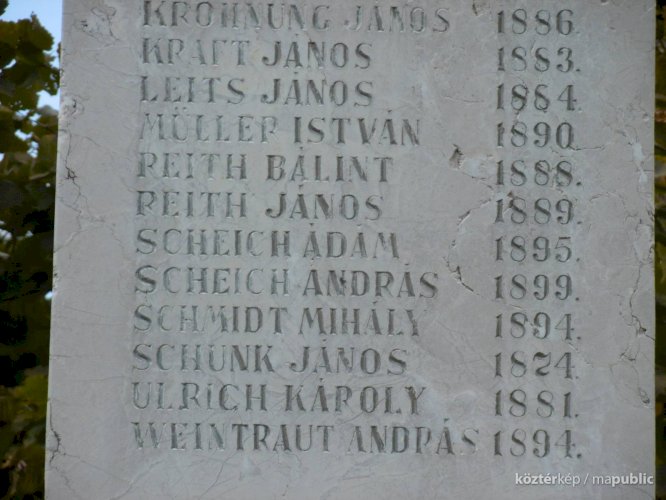 KROHNUNG JÁNOS 1886.
KRAFT JÁNOS 1883.
LEITS JÁNOS 1884.
MÜLLER ISTVÁN 1890.
REITH BÁLINT 1888.
REITH JÁNOS 1889.
SCHEICH ÁDÁM 1895.
SCHEICH ANDRÁS 1899.
SCHMIDT MIHÁLY 1894.
SCHUNK JÁNOS 1874.
ULRICH KÁROLY 1881.
WEINTRAUT ANDRÁS 1894.
köztérkép / mapublic